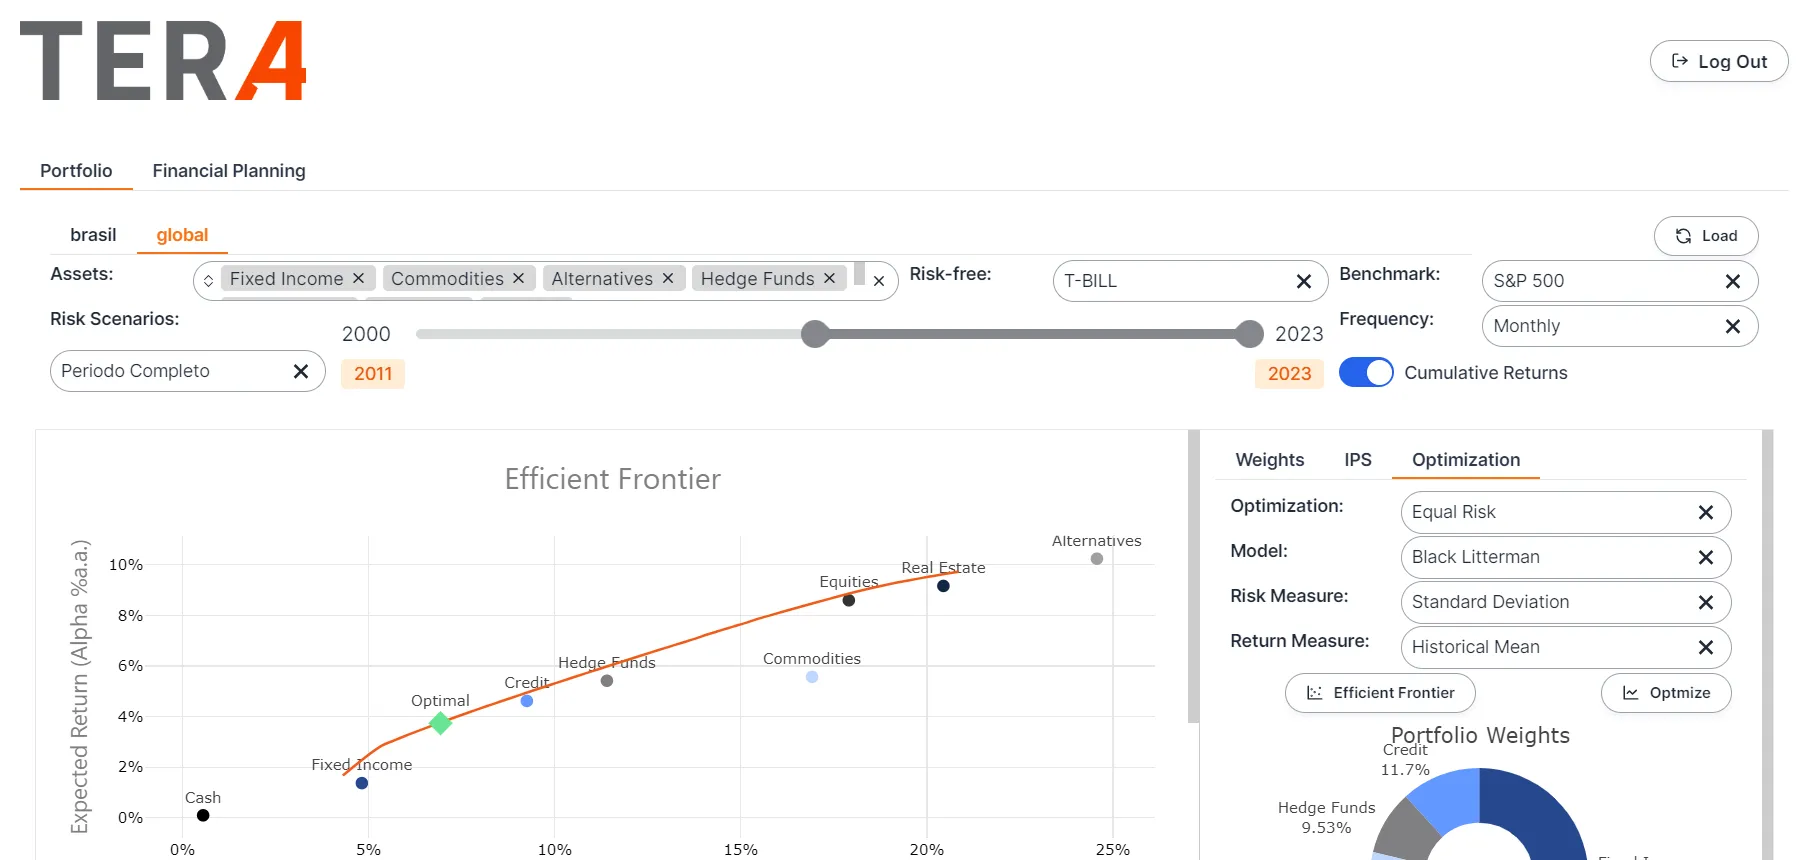 TERA
Log Out
Portfolio Financial Planning
brasil global
Load
Assets: Fixed Income Commodities Alternatives Hedge Funds Risk-free: T-BILL Benchmark: S&P 500
Risk Scenarios: 2000 2023 Frequency: Monthly
Periodo Completo 2011 2023 Cumulative Returns
Efficient Frontier
Expected Return (Alpha %a.a.)
10%
8%
6%
4%
2%
0%
0% 5% 10% 15% 20% 25%
Alternatives
Real Estate
Equities
Commodities
Hedge Funds
Credit
Optimal
Fixed Income
Cash
Weights IPS Optimization
Optimization: Equal Risk
Model: Black Litterman
Risk Measure: Standard Deviation
Return Measure: Historical Mean
Efficient Frontier Optmize
Portfolio Weights
Credit
11.7%
Hedge Funds
9.53%